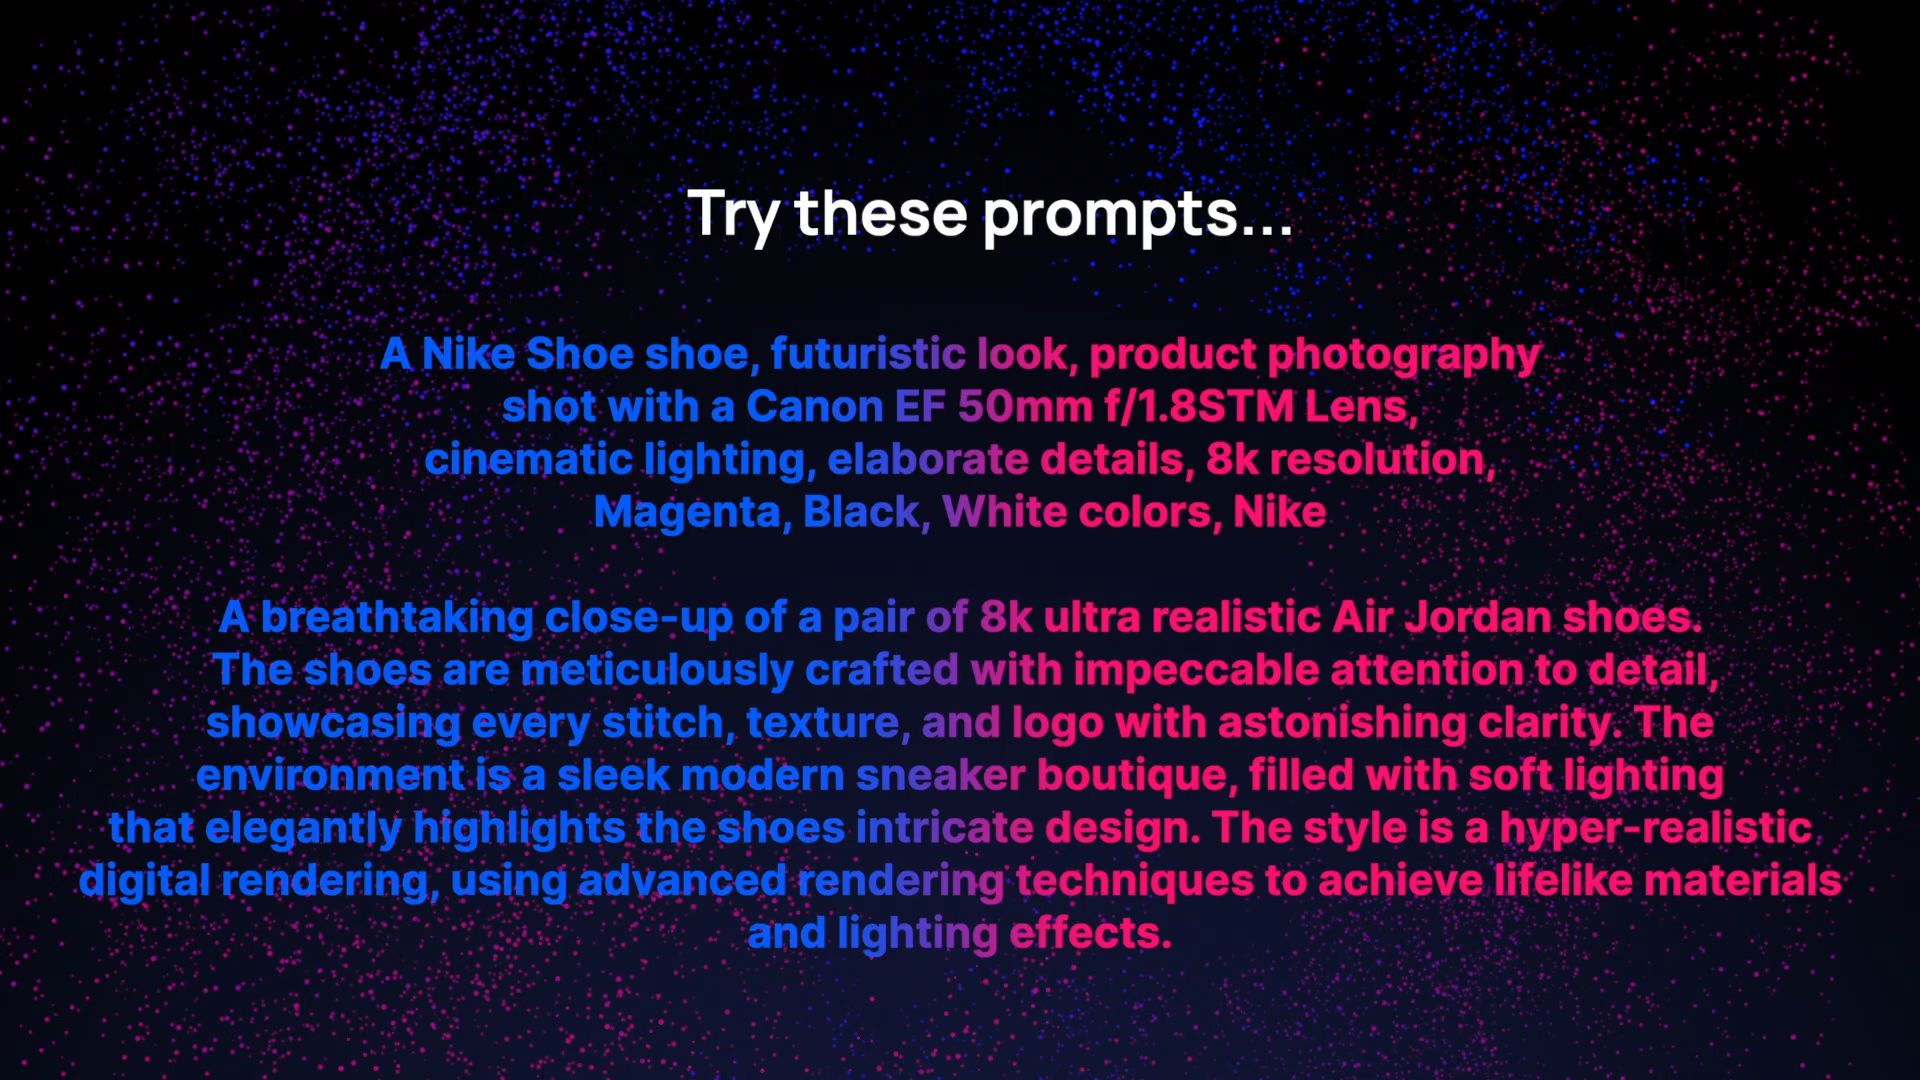 Try these prompts...
A Nike Shoe shoe, futuristic look, product photography
shot with a Canon EF 50mm f/1.8STM Lens,
cinematic lighting, elaborate details, 8k resolution,
Magenta, Black, White colors, Nike
A breathtaking close-up of a pair of 8k ultra realistic Air Jordan shoes.
The shoes are meticulously crafted with impeccable attention to detail,
showcasing every stitch, texture, and logo with astonishing clarity. The
environment is a sleek modern sneaker boutique, filled with soft lighting
that elegantly highlights the shoes intricate design. The style is a hyper-realistic
digital rendering, using advanced rendering techniques to achieve lifelike materials
and lighting effects.